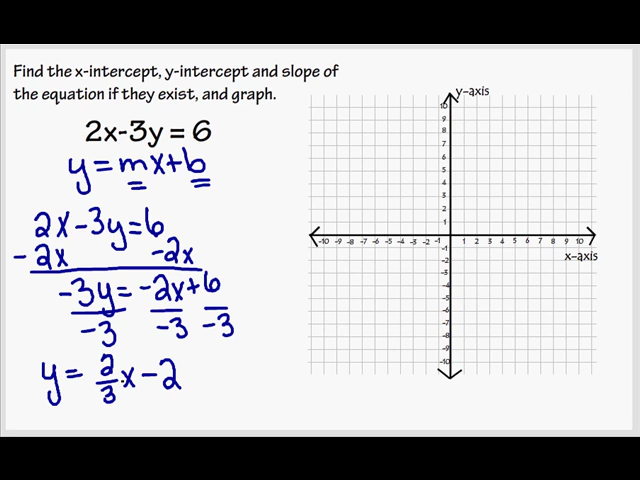 Find the x-intercept, y-intercept and slope of
the equation if they exist, and graph.
2x-3y = 6
y = mx+b
2x - 3y = 6
- 2x -2x
-3y = -2x+6
-3 -3 -3
y = 2/3 x - 2
y-axis
10
9
8
7
6
5
4
3
2
1
-10 -9 -8 -7 -6 -5 -4 -3 -2 -1 1 2 3 4 5 6 7 8 9 10
x-axis
-1
-2
-3
-4
-5
-6
-7
-8
-9
-10